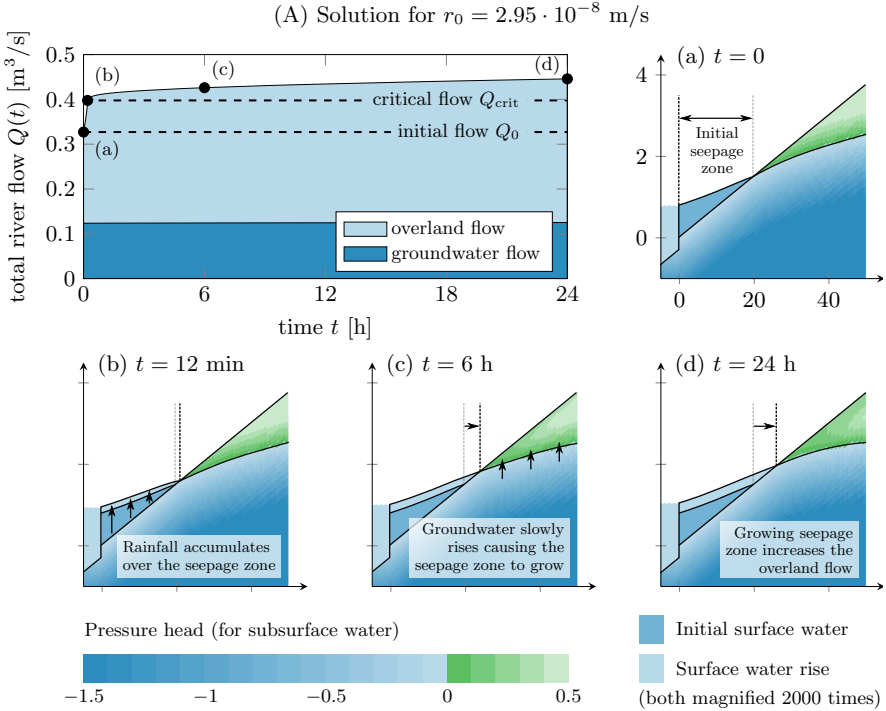 (A) Solution for r₀ = 2.95 · 10⁻⁸ m/s
total river flow Q(t) [m³/s]
0.5
0.4
0.3
0.2
0.1
0
(b)
(c)
(d)
critical flow Q_crit
initial flow Q₀
(a)
overland flow
groundwater flow
0
6
12
18
24
time t [h]
(a) t = 0
4
2
0
Initial
seepage
zone
0
20
40
(b) t = 12 min
Rainfall accumulates
over the seepage zone
(c) t = 6 h
Groundwater slowly
rises causing the
seepage zone to grow
(d) t = 24 h
Growing seepage
zone increases the
overland flow
Pressure head (for subsurface water)
−1.5
−1
−0.5
0
0.5
Initial surface water
Surface water rise
(both magnified 2000 times)